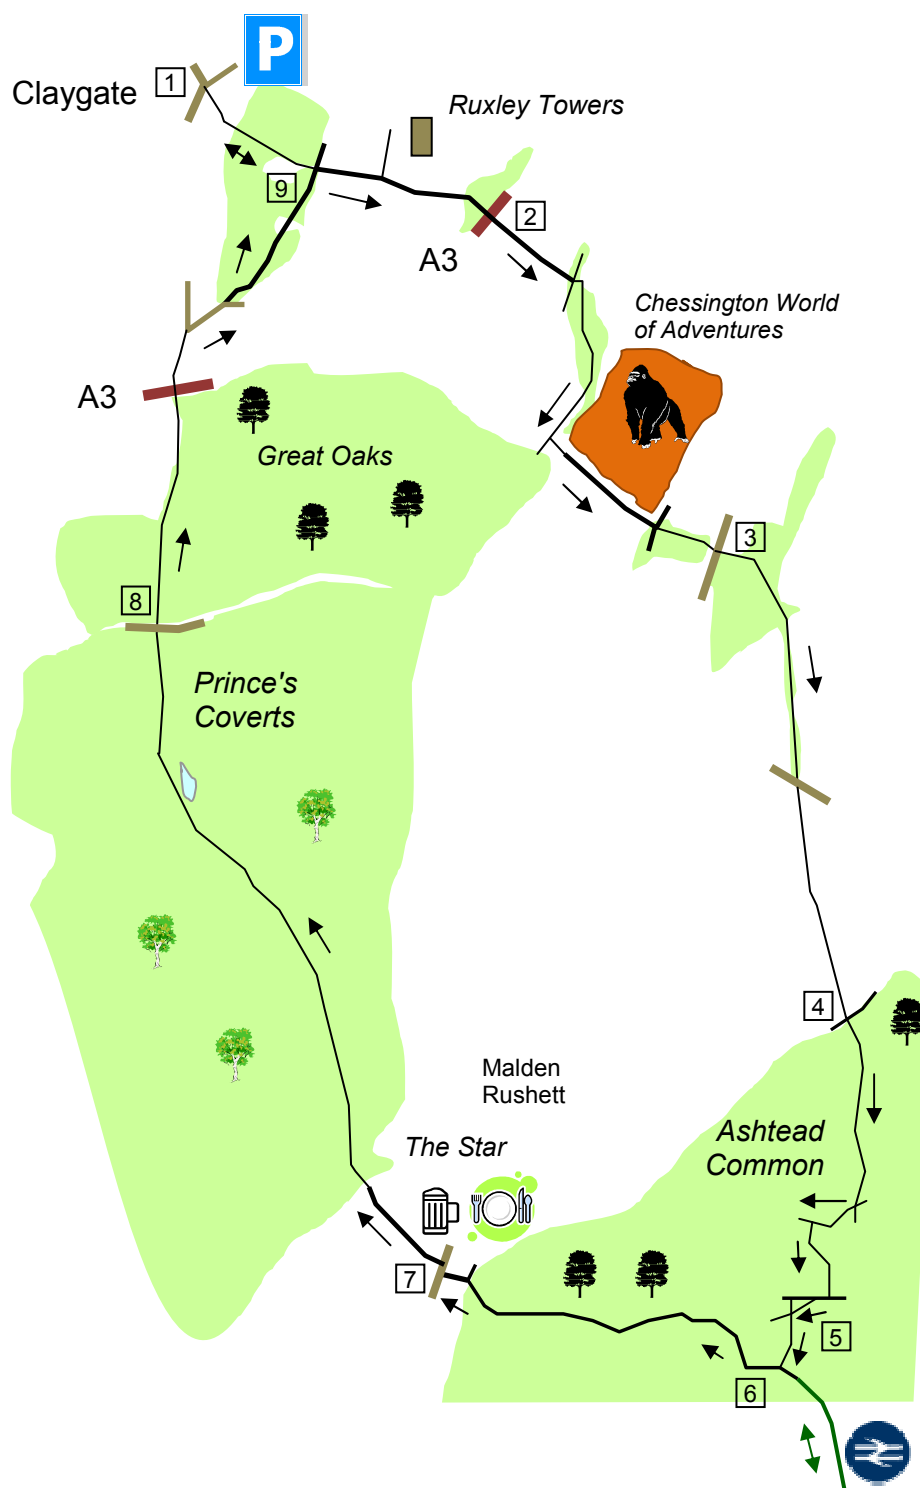 P
1
Claygate
Ruxley Towers
9
2
A3
Chessington World
of Adventures
A3
Great Oaks
3
8
Prince's
Coverts
4
Malden
Rushett
Ashtead
Common
The Star
7
5
6